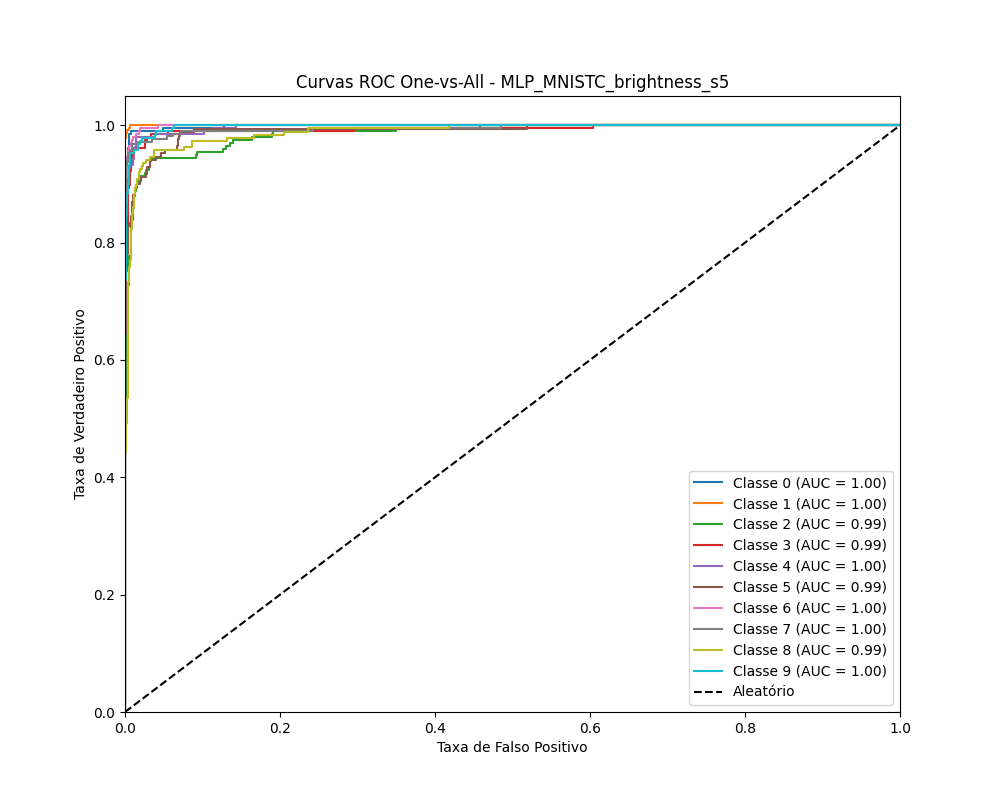 Curvas ROC One-vs-All - MLP_MNISTC_brightness_s5
Taxa de Verdadeiro Positivo
1.0
0.8
0.6
0.4
0.2
0.0
0.0 0.2 0.4 0.6 0.8 1.0
Taxa de Falso Positivo
Classe 0 (AUC = 1.00)
Classe 1 (AUC = 1.00)
Classe 2 (AUC = 0.99)
Classe 3 (AUC = 0.99)
Classe 4 (AUC = 1.00)
Classe 5 (AUC = 0.99)
Classe 6 (AUC = 1.00)
Classe 7 (AUC = 1.00)
Classe 8 (AUC = 0.99)
Classe 9 (AUC = 1.00)
Aleatório